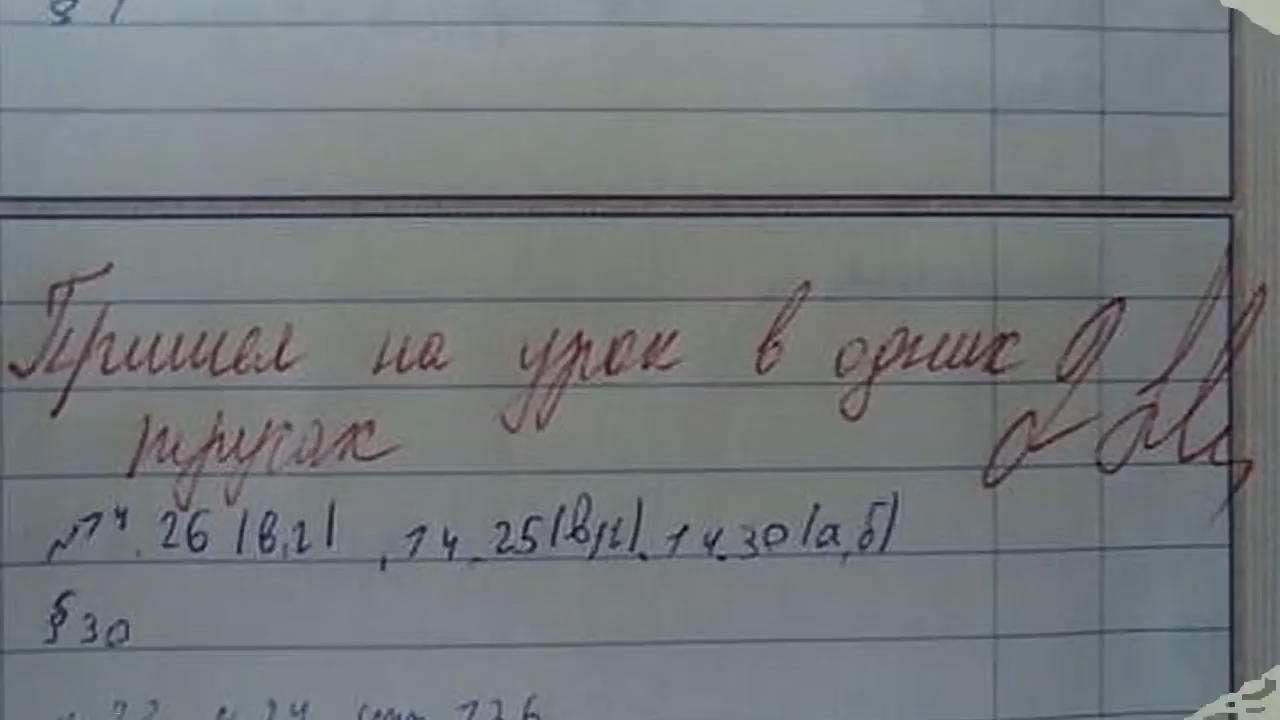 Пришел на урок в одних
трусах
№14.26(в,г), 14.25(в,г). 14.30(а,б)
§30